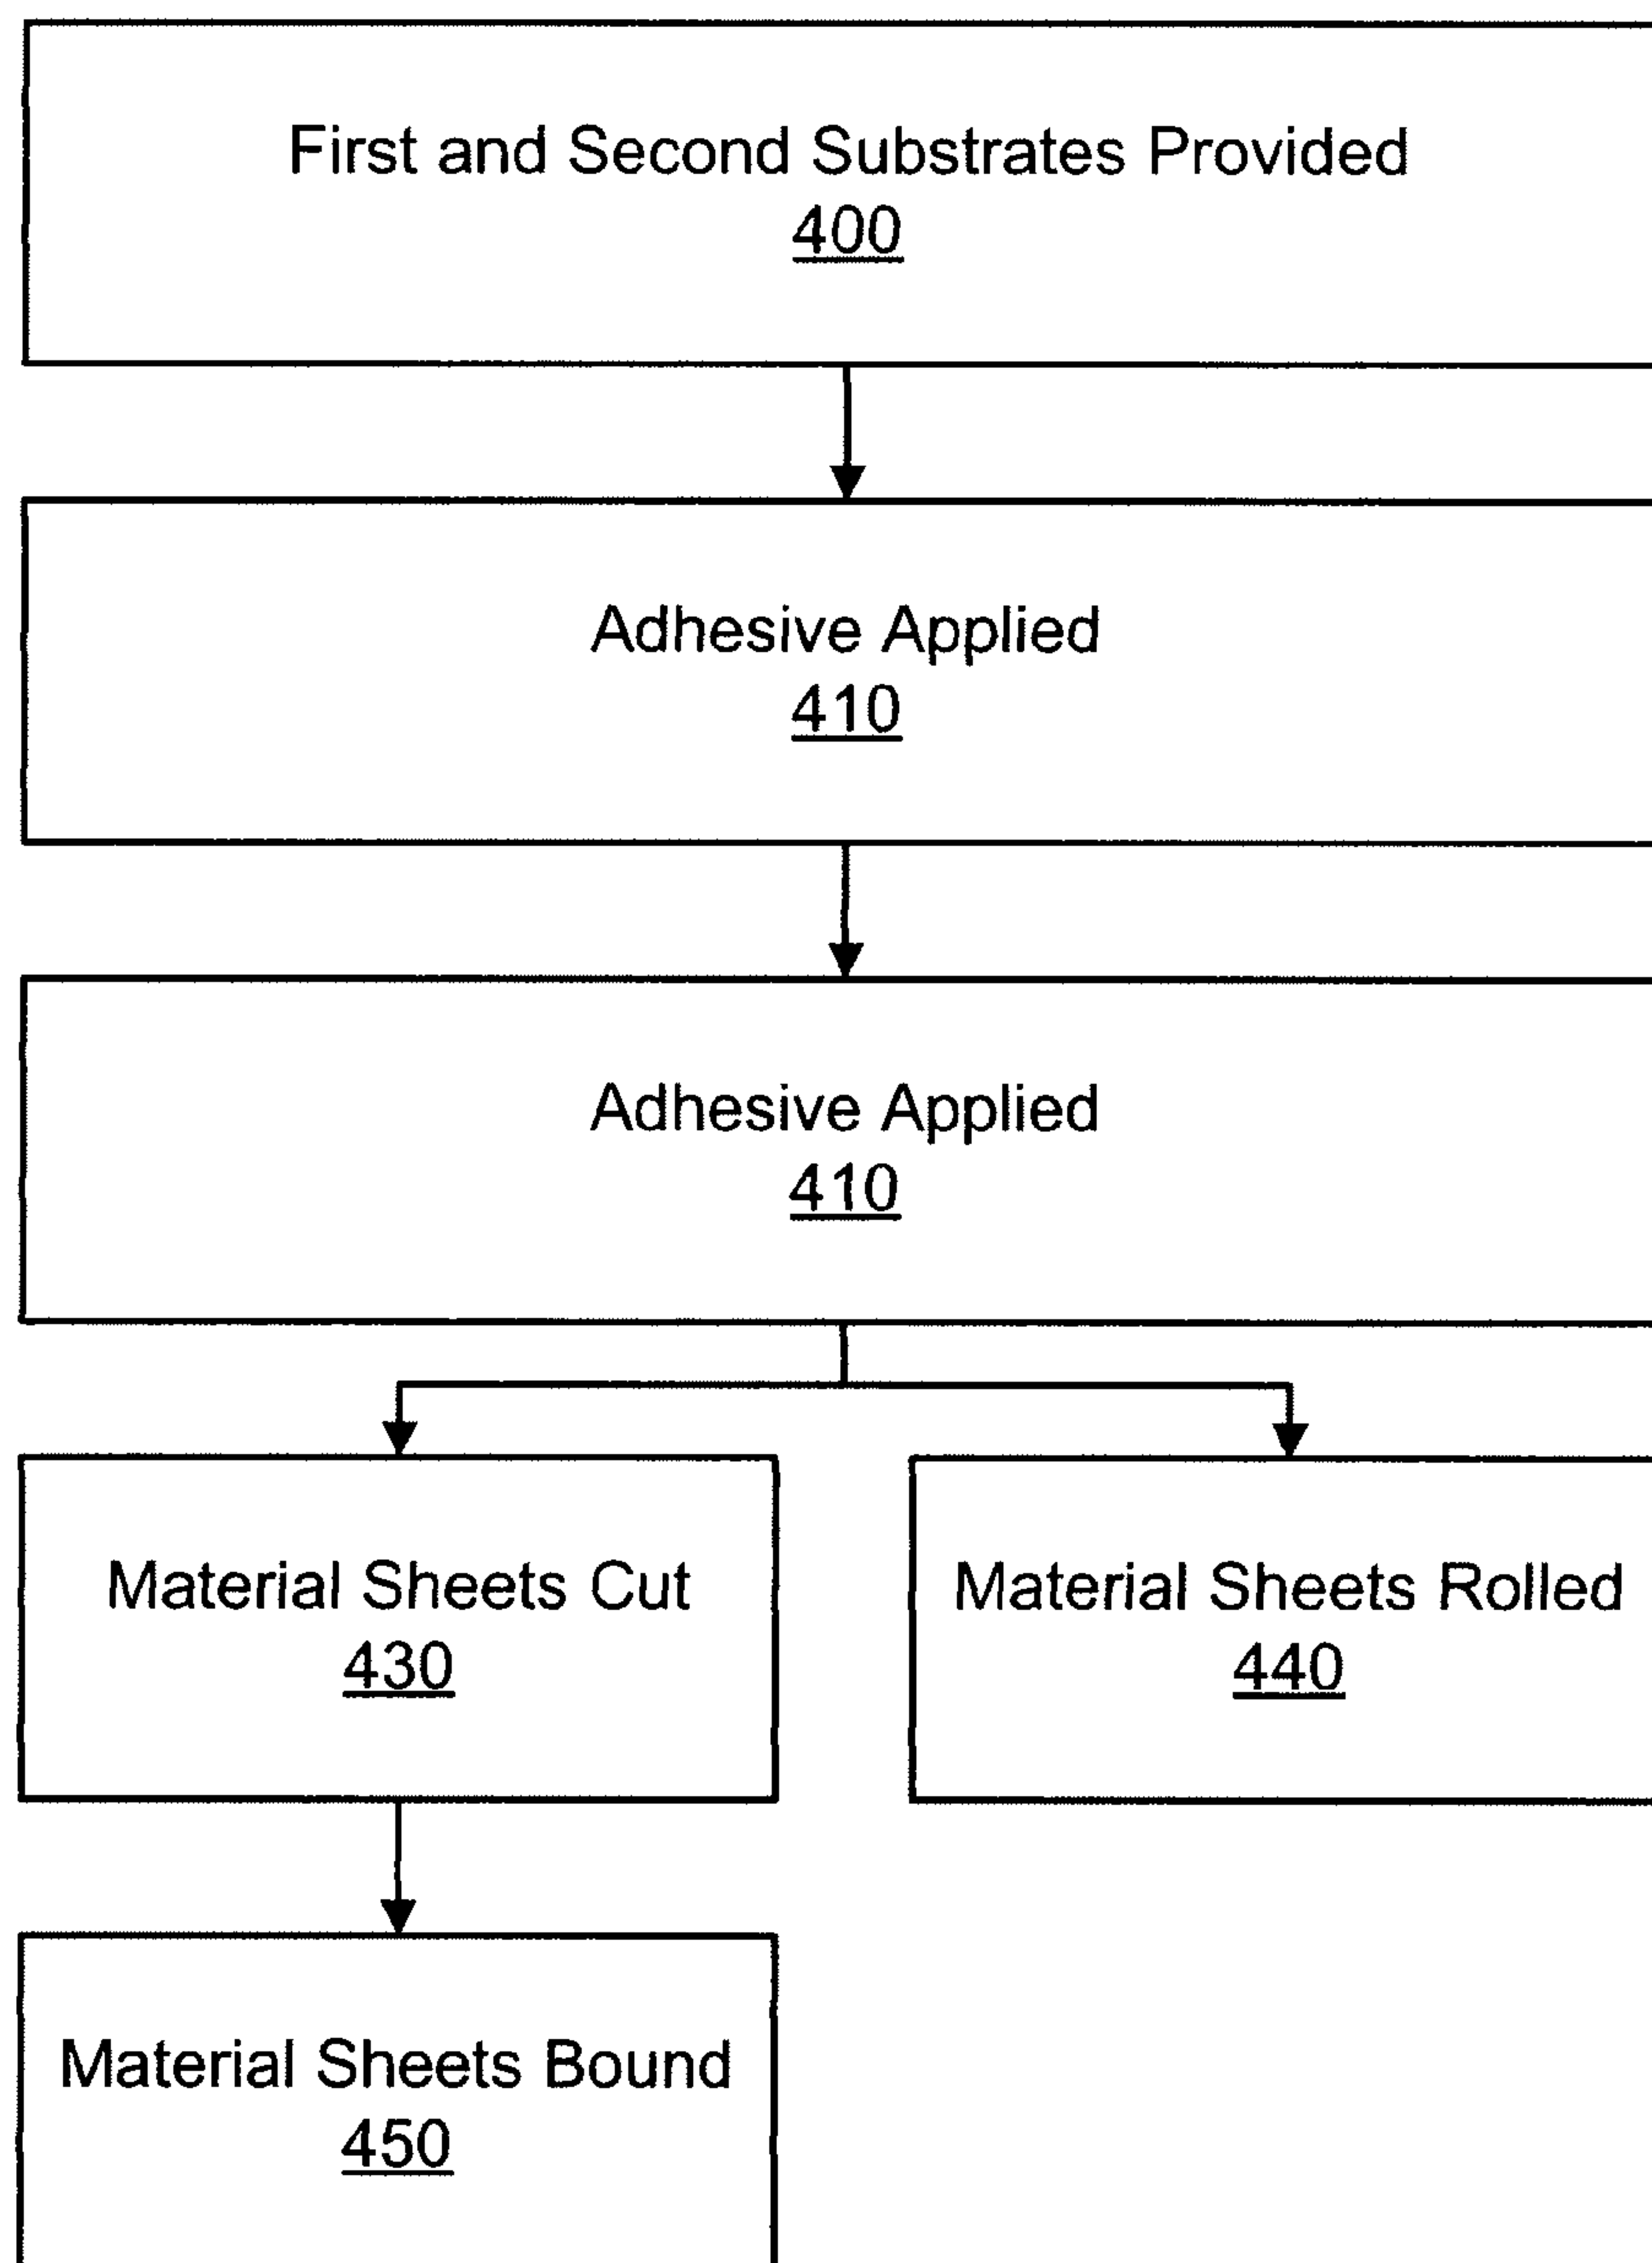 First and Second Substrates Provided
400
Adhesive Applied
410
Adhesive Applied
410
Material Sheets Cut
430
Material Sheets Rolled
440
Material Sheets Bound
450